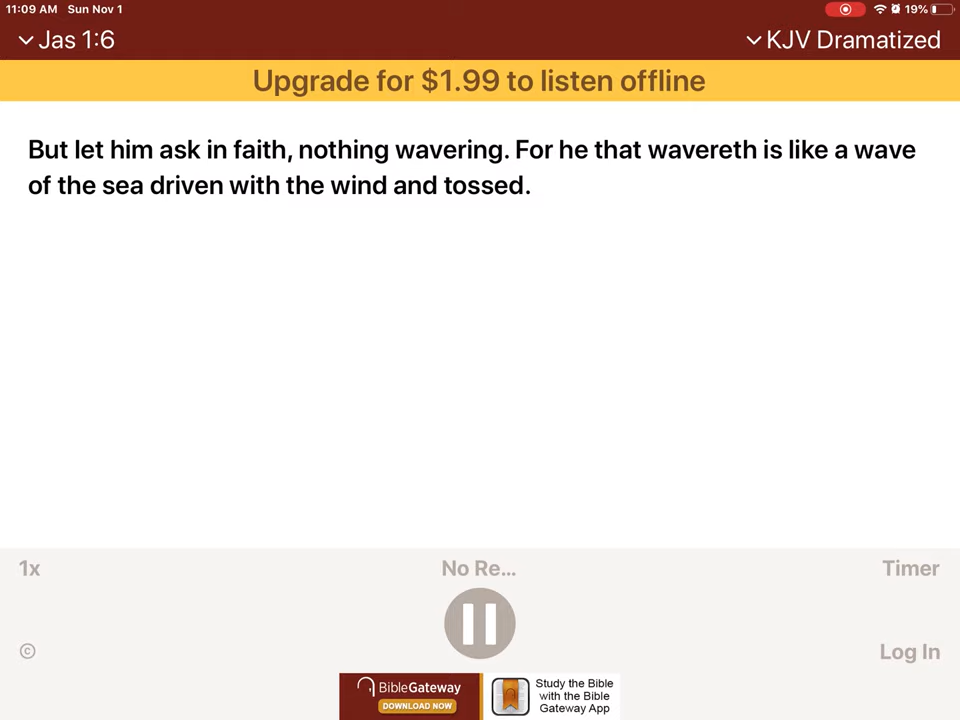 11:09 AM Sun Nov 1 19%
Jas 1:6 KJV Dramatized
Upgrade for $1.99 to listen offline
But let him ask in faith, nothing wavering. For he that wavereth is like a wave
of the sea driven with the wind and tossed.
1x No Re... Timer
© Log In
BibleGateway
DOWNLOAD NOW
Study the Bible
with the Bible
Gateway App